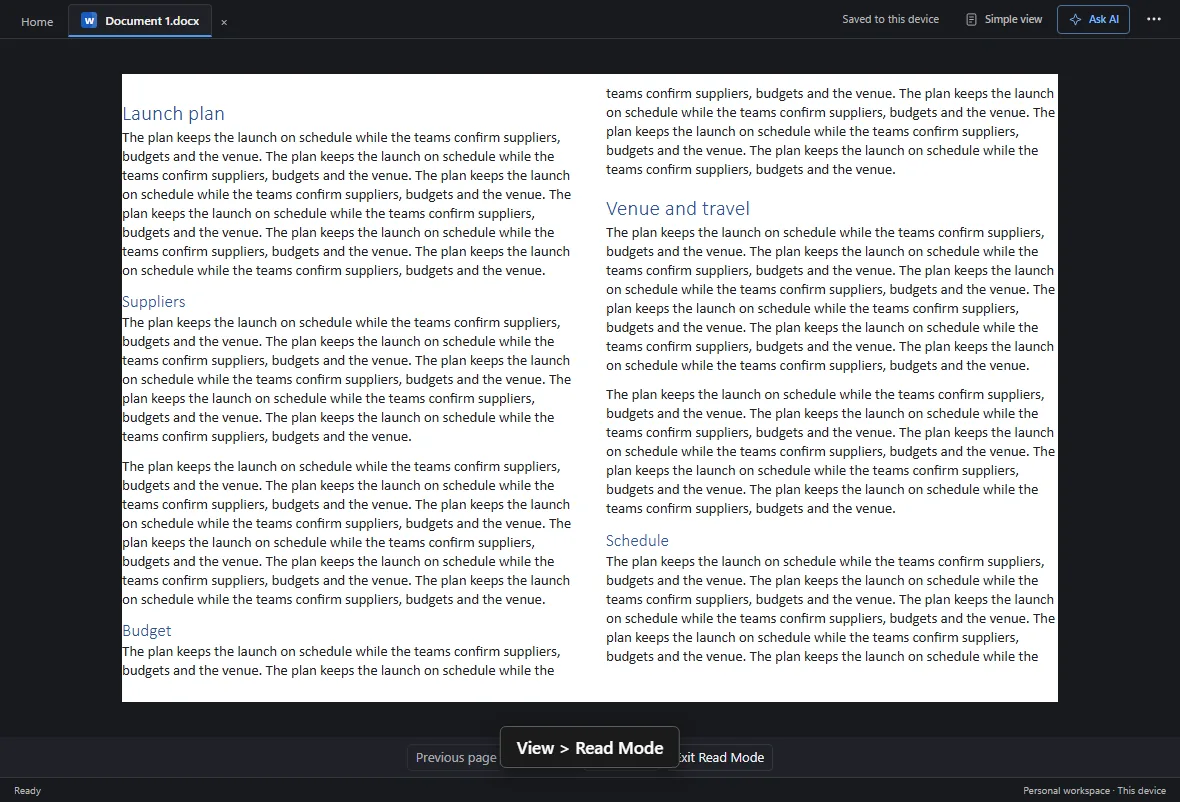 Home
Document 1.docx
Saved to this device
Simple view
Ask AI
Launch plan
The plan keeps the launch on schedule while the teams confirm suppliers,
budgets and the venue. The plan keeps the launch on schedule while the
teams confirm suppliers, budgets and the venue. The plan keeps the launch
on schedule while the teams confirm suppliers, budgets and the venue. The
plan keeps the launch on schedule while the teams confirm suppliers,
budgets and the venue. The plan keeps the launch on schedule while the
teams confirm suppliers, budgets and the venue. The plan keeps the launch
on schedule while the teams confirm suppliers, budgets and the venue.
Suppliers
The plan keeps the launch on schedule while the teams confirm suppliers,
budgets and the venue. The plan keeps the launch on schedule while the
teams confirm suppliers, budgets and the venue. The plan keeps the launch
on schedule while the teams confirm suppliers, budgets and the venue. The
plan keeps the launch on schedule while the teams confirm suppliers,
budgets and the venue. The plan keeps the launch on schedule while the
teams confirm suppliers, budgets and the venue.
The plan keeps the launch on schedule while the teams confirm suppliers,
budgets and the venue. The plan keeps the launch on schedule while the
teams confirm suppliers, budgets and the venue. The plan keeps the launch
on schedule while the teams confirm suppliers, budgets and the venue. The
plan keeps the launch on schedule while the teams confirm suppliers,
budgets and the venue. The plan keeps the launch on schedule while the
teams confirm suppliers, budgets and the venue. The plan keeps the launch
on schedule while the teams confirm suppliers, budgets and the venue.
Budget
The plan keeps the launch on schedule while the teams confirm suppliers,
budgets and the venue. The plan keeps the launch on schedule while the
teams confirm suppliers, budgets and the venue. The plan keeps the launch
on schedule while the teams confirm suppliers, budgets and the venue. The
plan keeps the launch on schedule while the teams confirm suppliers,
budgets and the venue. The plan keeps the launch on schedule while the
teams confirm suppliers, budgets and the venue.
Venue and travel
The plan keeps the launch on schedule while the teams confirm suppliers,
budgets and the venue. The plan keeps the launch on schedule while the
teams confirm suppliers, budgets and the venue. The plan keeps the launch
on schedule while the teams confirm suppliers, budgets and the venue. The
plan keeps the launch on schedule while the teams confirm suppliers,
budgets and the venue. The plan keeps the launch on schedule while the
teams confirm suppliers, budgets and the venue. The plan keeps the launch
on schedule while the teams confirm suppliers, budgets and the venue.
The plan keeps the launch on schedule while the teams confirm suppliers,
budgets and the venue. The plan keeps the launch on schedule while the
teams confirm suppliers, budgets and the venue. The plan keeps the launch
on schedule while the teams confirm suppliers, budgets and the venue. The
plan keeps the launch on schedule while the teams confirm suppliers,
budgets and the venue. The plan keeps the launch on schedule while the
teams confirm suppliers, budgets and the venue.
Schedule
The plan keeps the launch on schedule while the teams confirm suppliers,
budgets and the venue. The plan keeps the launch on schedule while the
teams confirm suppliers, budgets and the venue. The plan keeps the launch
on schedule while the teams confirm suppliers, budgets and the venue. The
plan keeps the launch on schedule while the teams confirm suppliers,
budgets and the venue. The plan keeps the launch on schedule while the
Previous page
View > Read Mode
Read Mode
Ready
Personal workspace · This device